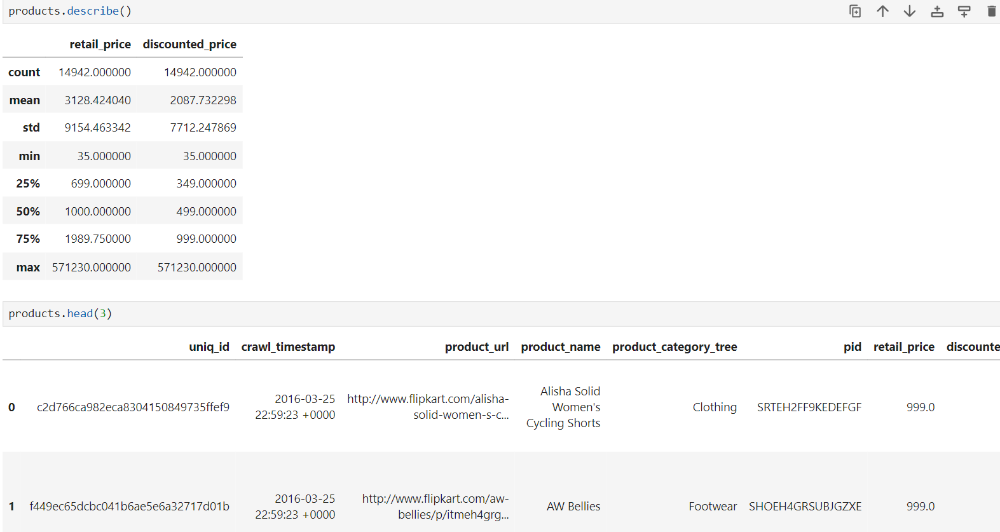 products.describe()
retail_price discounted_price
count 14942.000000 14942.000000
mean 3128.424040 2087.732298
std 9154.463342 7712.247869
min 35.000000 35.000000
25% 699.000000 349.000000
50% 1000.000000 499.000000
75% 1989.750000 999.000000
max 571230.000000 571230.000000
products.head(3)
uniq_id crawl_timestamp product_url product_name product_category_tree pid retail_price discounte
0 c2d766ca982eca8304150849735ffef9 2016-03-25 22:59:23 +0000 http://www.flipkart.com/alisha-solid-women-s-c... Alisha Solid Women's Cycling Shorts Clothing SRTEH2FF9KEDEFGF 999.0
1 f449ec65dcbc041b6ae5e6a32717d01b 2016-03-25 22:59:23 +0000 http://www.flipkart.com/aw-bellies/p/itmeh4grg... AW Bellies Footwear SHOEH4GRSUBJGZXE 999.0